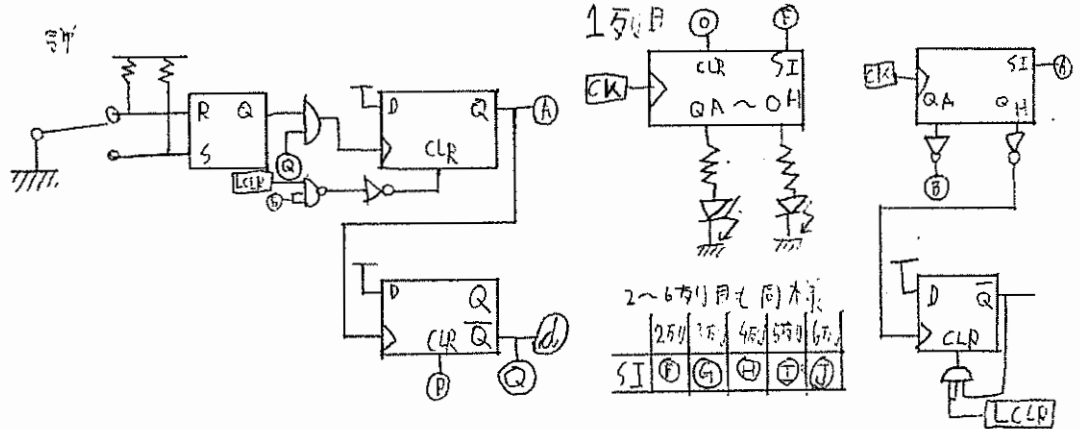 1列目
O
F
CLR
SI
CK
QA～QH
CK
SI
A
QA
QH
B
R
Q
S
Q
LCLR
D
Q̅
CLR
A
D
Q
Q̅
CLR
d
Q
P
2～6列目も同様
2列 3列 4列 5列 6列
SI F G H I J
D
Q̅
CLR
LCLR